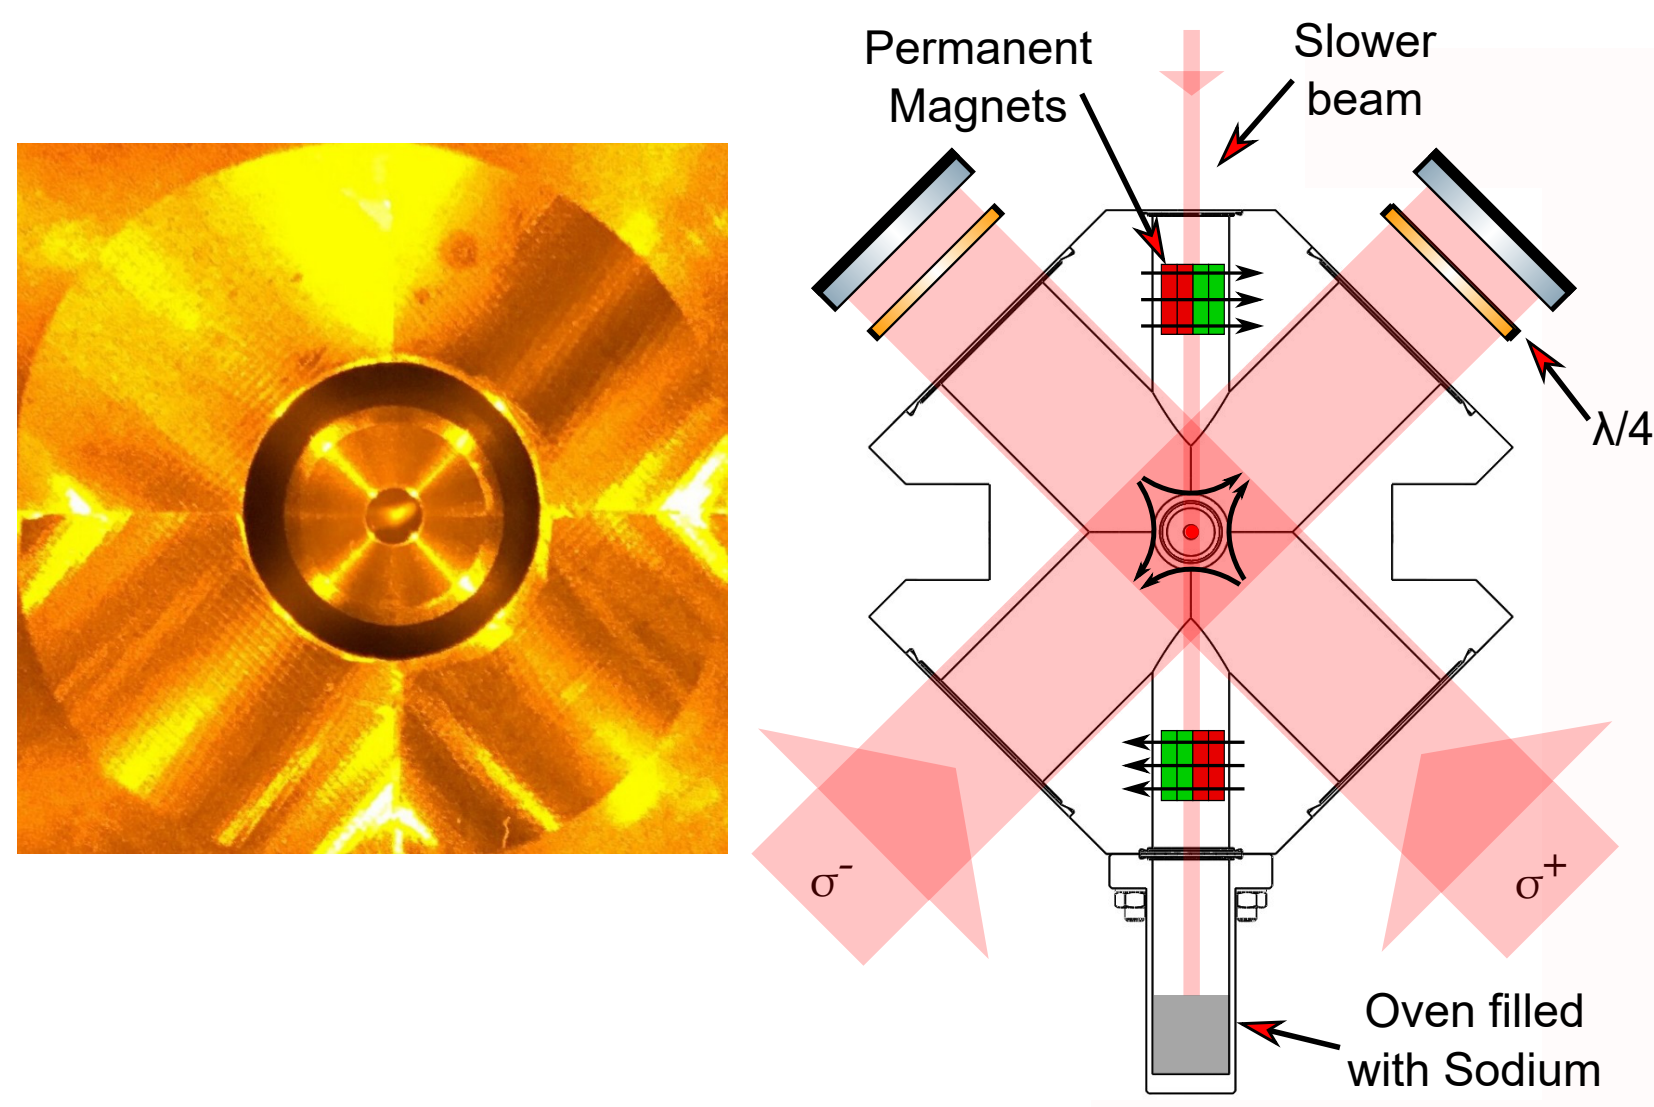 Permanent
Magnets
Slower
beam
λ/4
σ-
σ+
Oven filled
with Sodium